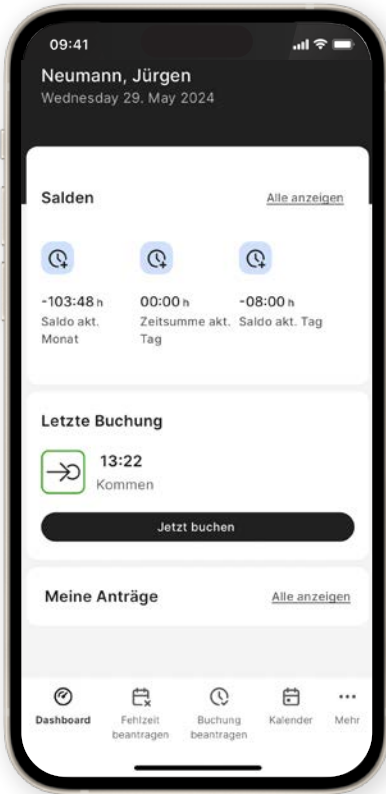 09:41
Neumann, Jürgen
Wednesday 29. May 2024
Salden
Alle anzeigen
-103:48 h
Saldo akt.
Monat
00:00 h
Zeitsumme akt.
Tag
-08:00 h
Saldo akt. Tag
Letzte Buchung
13:22
Kommen
Jetzt buchen
Meine Anträge
Alle anzeigen
Dashboard
Fehlzeit
beantragen
Buchung
beantragen
Kalender
Mehr